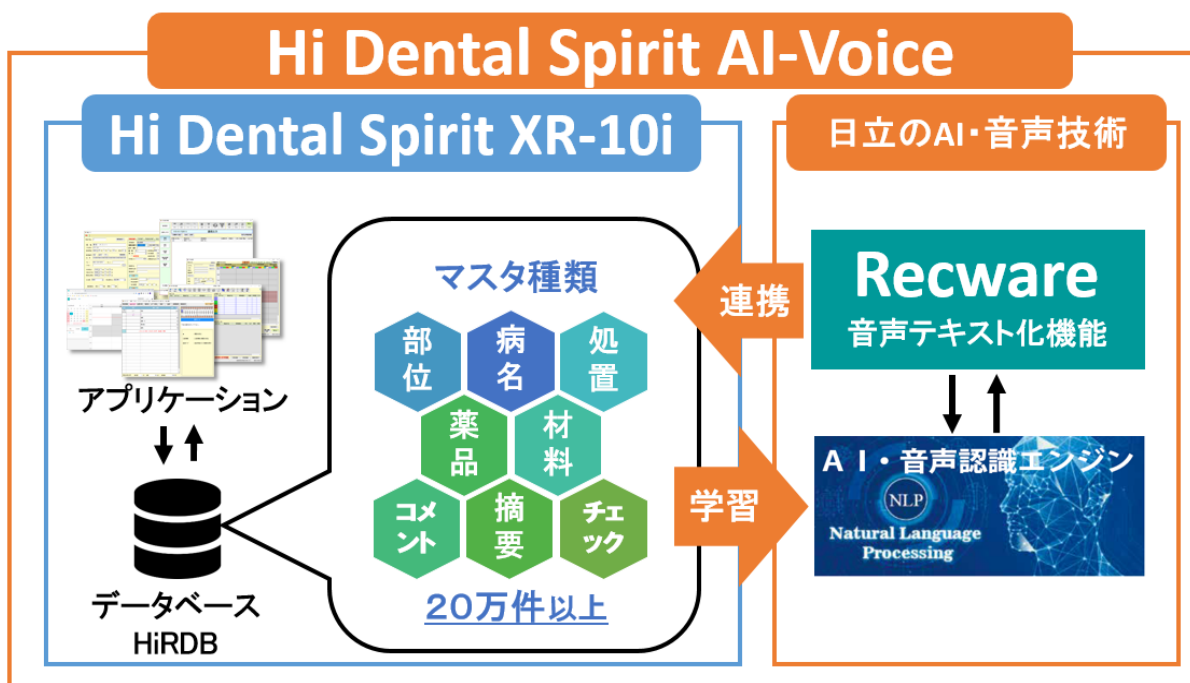 Hi Dental Spirit AI-Voice
Hi Dental Spirit XR-10i
日立のAI・音声技術
アプリケーション
データベース
HiRDB
マスタ種類
部位
病名
処置
薬品
材料
コメント
摘要
チェック
20万件以上
連携
学習
Recware
音声テキスト化機能
AI・音声認識エンジン
NLP
Natural Language
Processing